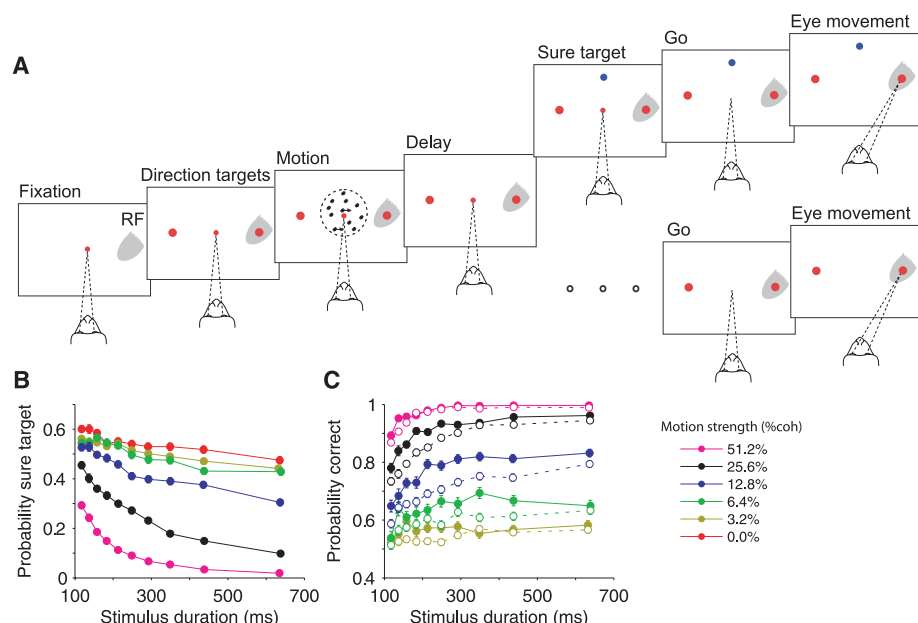 A
Fixation
RF
Direction targets
Motion
Delay
Sure target
Go
Eye movement
Go
Eye movement
B
Probability sure target
0.6
0.4
0.2
0
100
300
500
700
Stimulus duration (ms)
C
Probability correct
1
0.8
0.6
0.4
100
300
500
700
Stimulus duration (ms)
Motion strength (%coh)
51.2%
25.6%
12.8%
6.4%
3.2%
0.0%